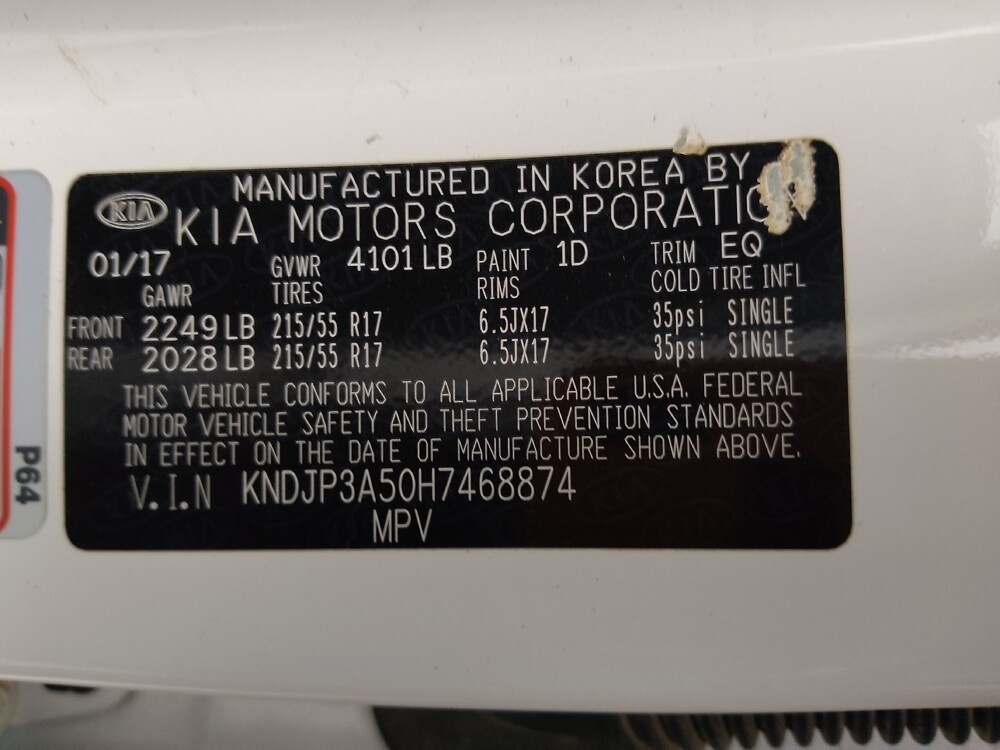 MANUFACTURED IN KOREA BY
KIA KIA MOTORS CORPORATION
01/17 GVWR 4101 LB PAINT 1D TRIM EQ
GAWR TIRES RIMS COLD TIRE INFL
FRONT 2249 LB 215/55 R17 6.5JX17 35psi SINGLE
REAR 2028 LB 215/55 R17 6.5JX17 35psi SINGLE
THIS VEHICLE CONFORMS TO ALL APPLICABLE U.S.A. FEDERAL
MOTOR VEHICLE SAFETY AND THEFT PREVENTION STANDARDS
IN EFFECT ON THE DATE OF MANUFACTURE SHOWN ABOVE.
V.I.N KNDJP3A50H7468874
MPV
P64